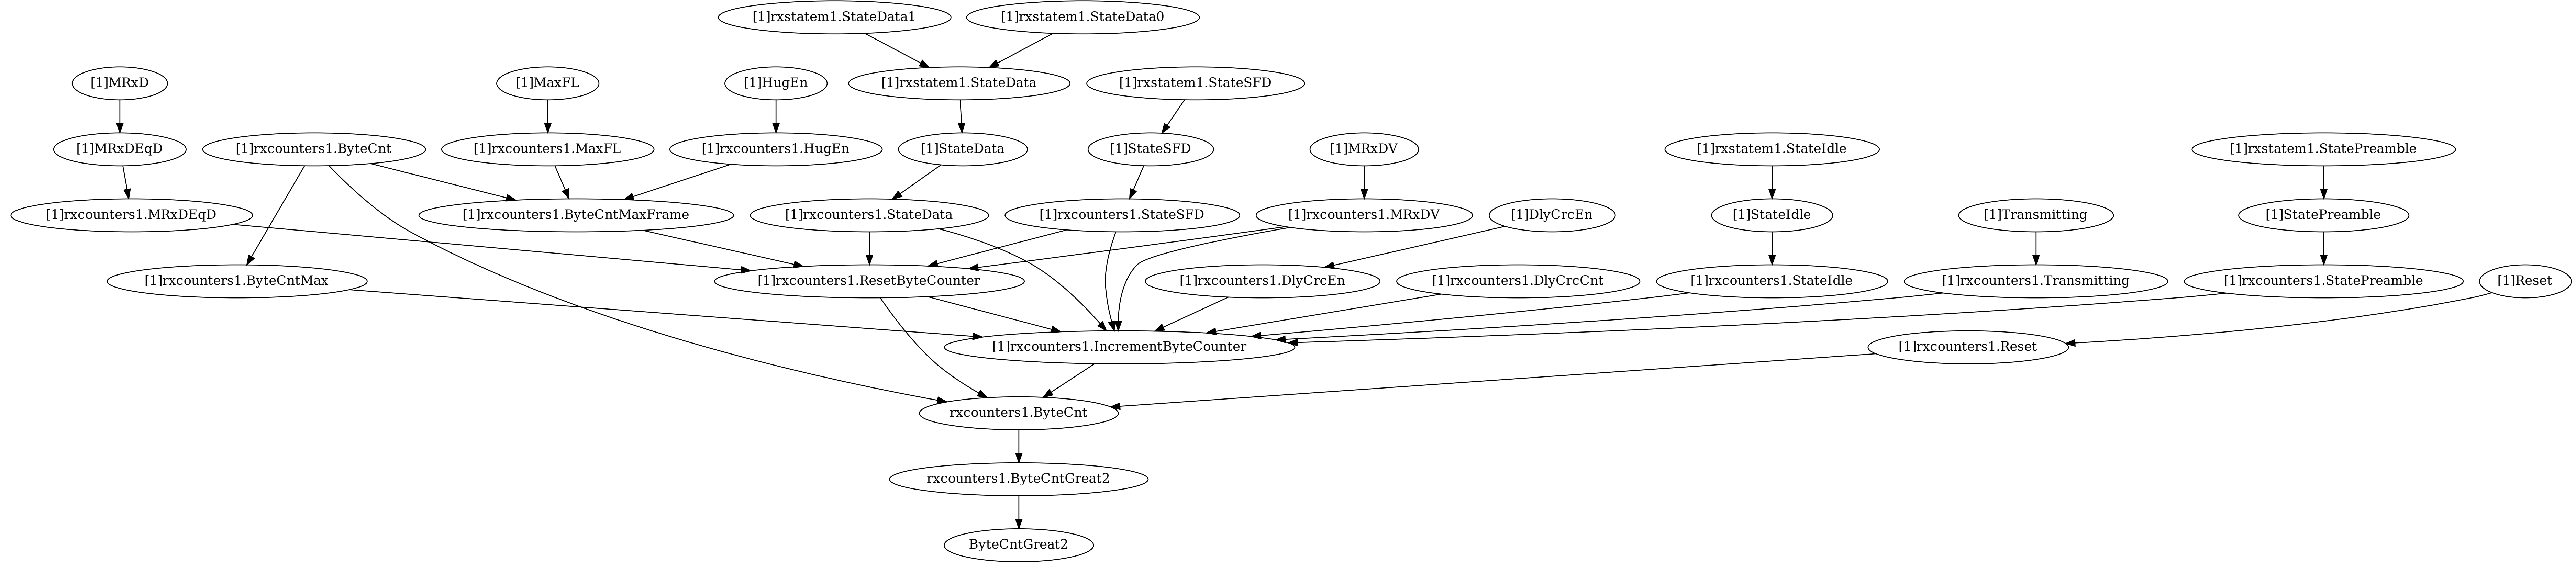 [1]rxstatem1.StateData1
[1]rxstatem1.StateData0
[1]MRxD
[1]MaxFL
[1]HugEn
[1]rxstatem1.StateData
[1]rxstatem1.StateSFD
[1]MRxDEqD
[1]rxcounters1.ByteCnt
[1]rxcounters1.MaxFL
[1]rxcounters1.HugEn
[1]StateData
[1]StateSFD
[1]MRxDV
[1]rxstatem1.StateIdle
[1]rxstatem1.StatePreamble
[1]rxcounters1.MRxDEqD
[1]rxcounters1.ByteCntMaxFrame
[1]rxcounters1.StateData
[1]rxcounters1.StateSFD
[1]rxcounters1.MRxDV
[1]DlyCrcEn
[1]StateIdle
[1]Transmitting
[1]StatePreamble
[1]rxcounters1.ByteCntMax
[1]rxcounters1.ResetByteCounter
[1]rxcounters1.DlyCrcEn
[1]rxcounters1.DlyCrcCnt
[1]rxcounters1.StateIdle
[1]rxcounters1.Transmitting
[1]rxcounters1.StatePreamble
[1]Reset
[1]rxcounters1.IncrementByteCounter
[1]rxcounters1.Reset
rxcounters1.ByteCnt
rxcounters1.ByteCntGreat2
ByteCntGreat2